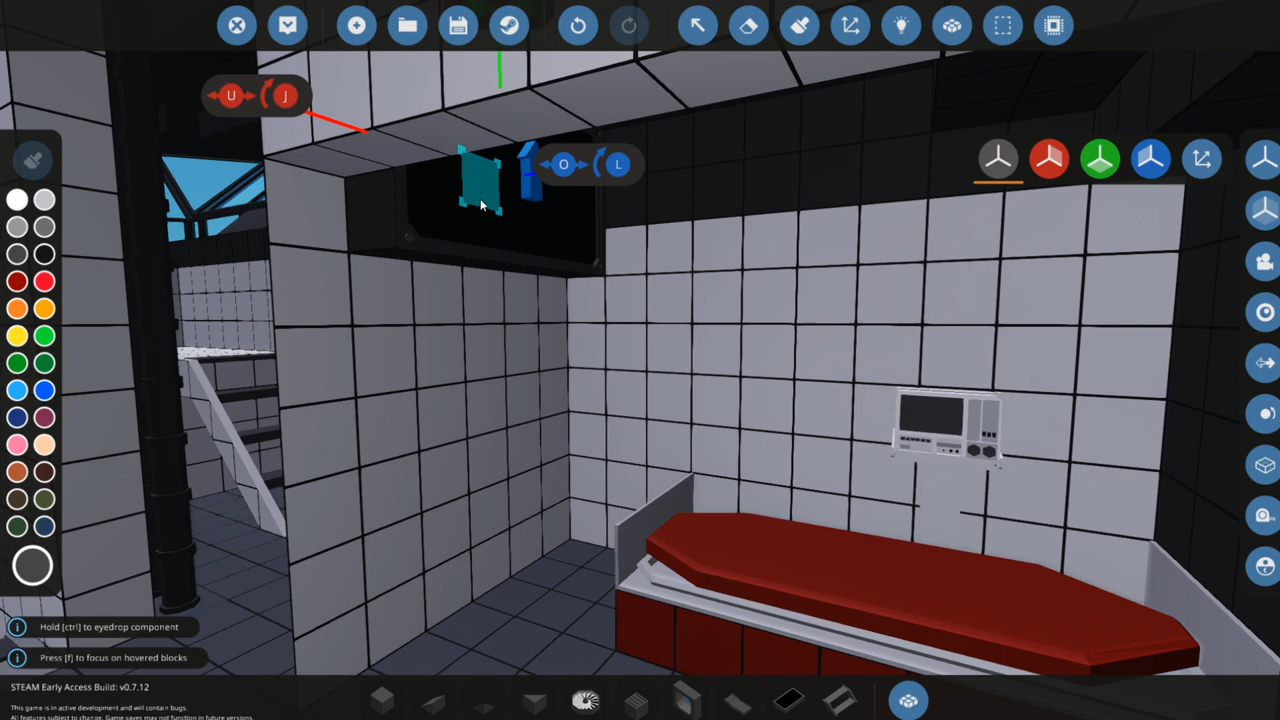 U J
O L
Hold [ctrl] to eyedrop component
Press [f] to focus on hovered blocks
STEAM Early Access Build: v0.7.12
This game is in active development and will contain bugs.
All features subject to change. Game saves may not function in future versions.